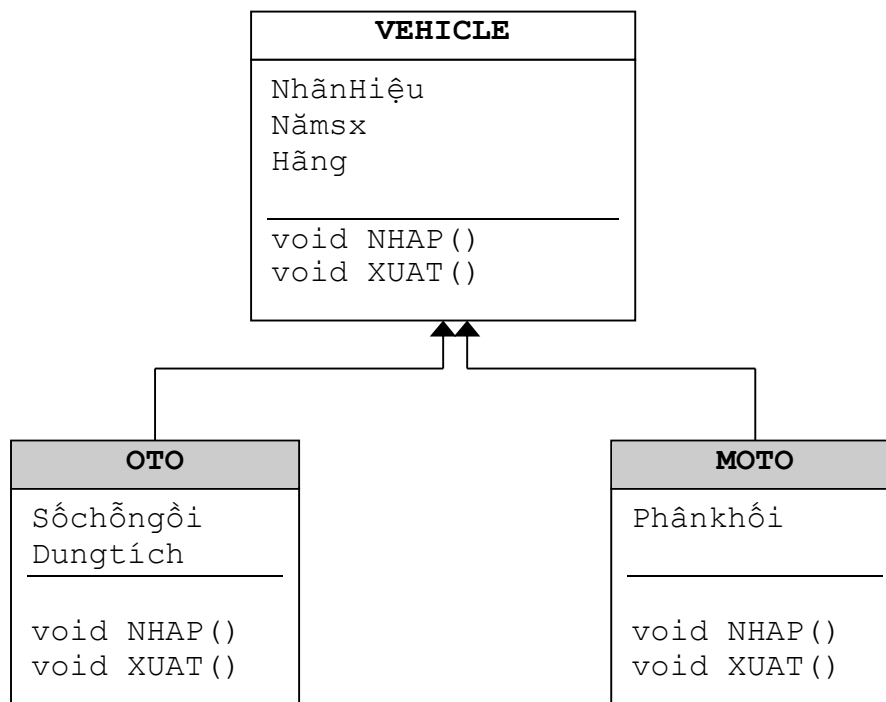 VEHICLE
NhãnHiệu
Nămsx
Hãng
void NHAP()
void XUAT()
OTO
Sốchỗngồi
Dungtích
void NHAP()
void XUAT()
MOTO
Phânkhối
void NHAP()
void XUAT()